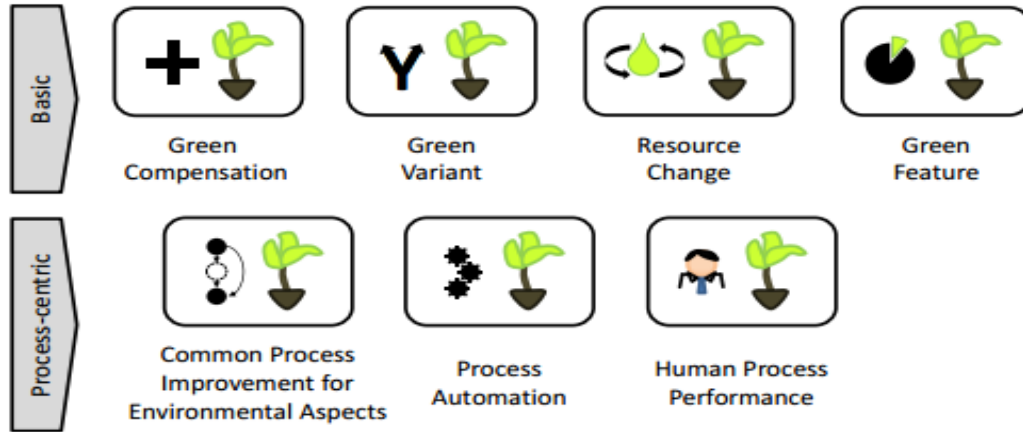 Basic
Green
Compensation
Green
Variant
Resource
Change
Green
Feature
Process-centric
Common Process
Improvement for
Environmental Aspects
Process
Automation
Human Process
Performance